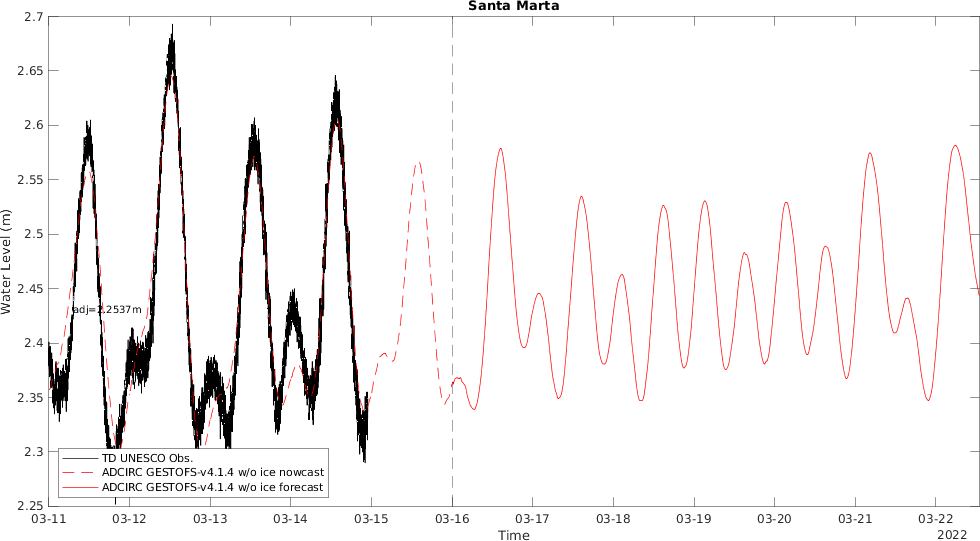 Santa Marta
2.7
2.65
2.6
2.55
2.5
2.45
2.4
2.35
2.3
2.25
Water Level (m)
adj=2.2537m
TD UNESCO Obs.
ADCIRC GESTOFS-v4.1.4 w/o ice nowcast
ADCIRC GESTOFS-v4.1.4 w/o ice forecast
03-11 03-12 03-13 03-14 03-15 03-16 03-17 03-18 03-19 03-20 03-21 03-22
2022
Time